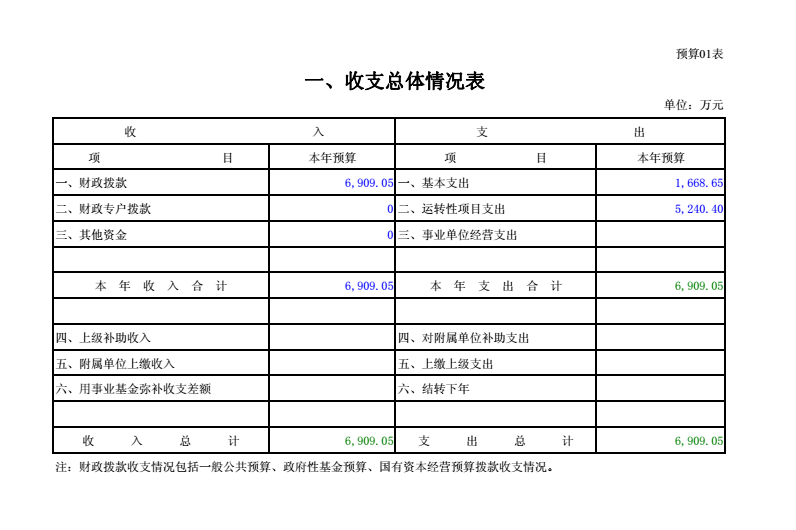 预算01表
一、收支总体情况表
单位：万元
收 入 支 出
项 目 本年预算 项 目 本年预算
一、财政拨款 6,909.05 一、基本支出 1,668.65
二、财政专户拨款 0 二、运转性项目支出 5,240.40
三、其他资金 0 三、事业单位经营支出
本 年 收 入 合 计 6,909.05 本 年 支 出 合 计 6,909.05
四、上级补助收入 四、对附属单位补助支出
五、附属单位上缴收入 五、上缴上级支出
六、用事业基金弥补收支差额 六、结转下年
收 入 总 计 6,909.05 支 出 总 计 6,909.05
注：财政拨款收支情况包括一般公共预算、政府性基金预算、国有资本经营预算拨款收支情况。